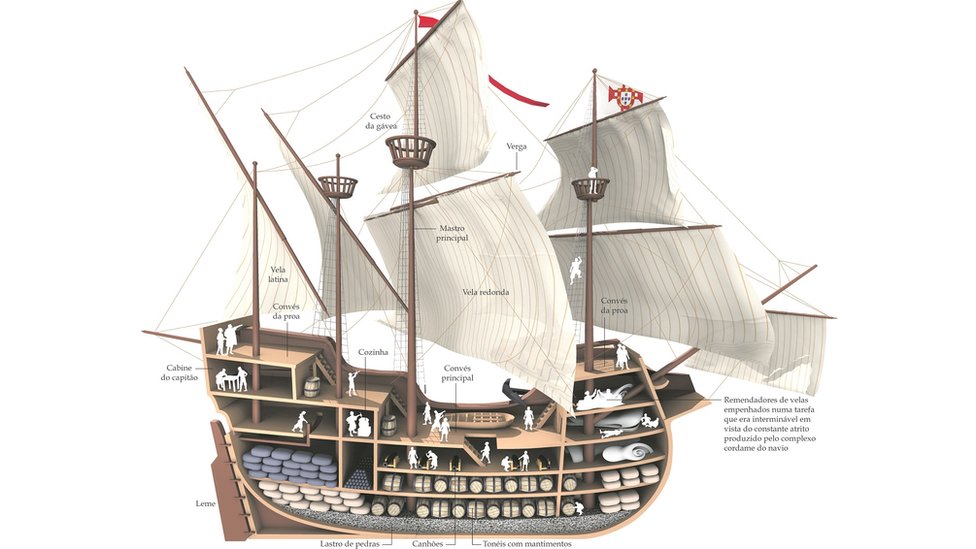 Cesto
da gávea
Verga
Mastro
principal
Vela
latina
Vela redonda
Convés
da proa
Convés
da proa
Cozinha
Convés
principal
Cabine
do capitão
Remendadores de velas
empenhados numa tarefa
que era interminável em
vista do constante atrito
produzido pelo complexo
cordame do navio
Leme
Lastro de pedras
Canhões
Tonéis com mantimentos